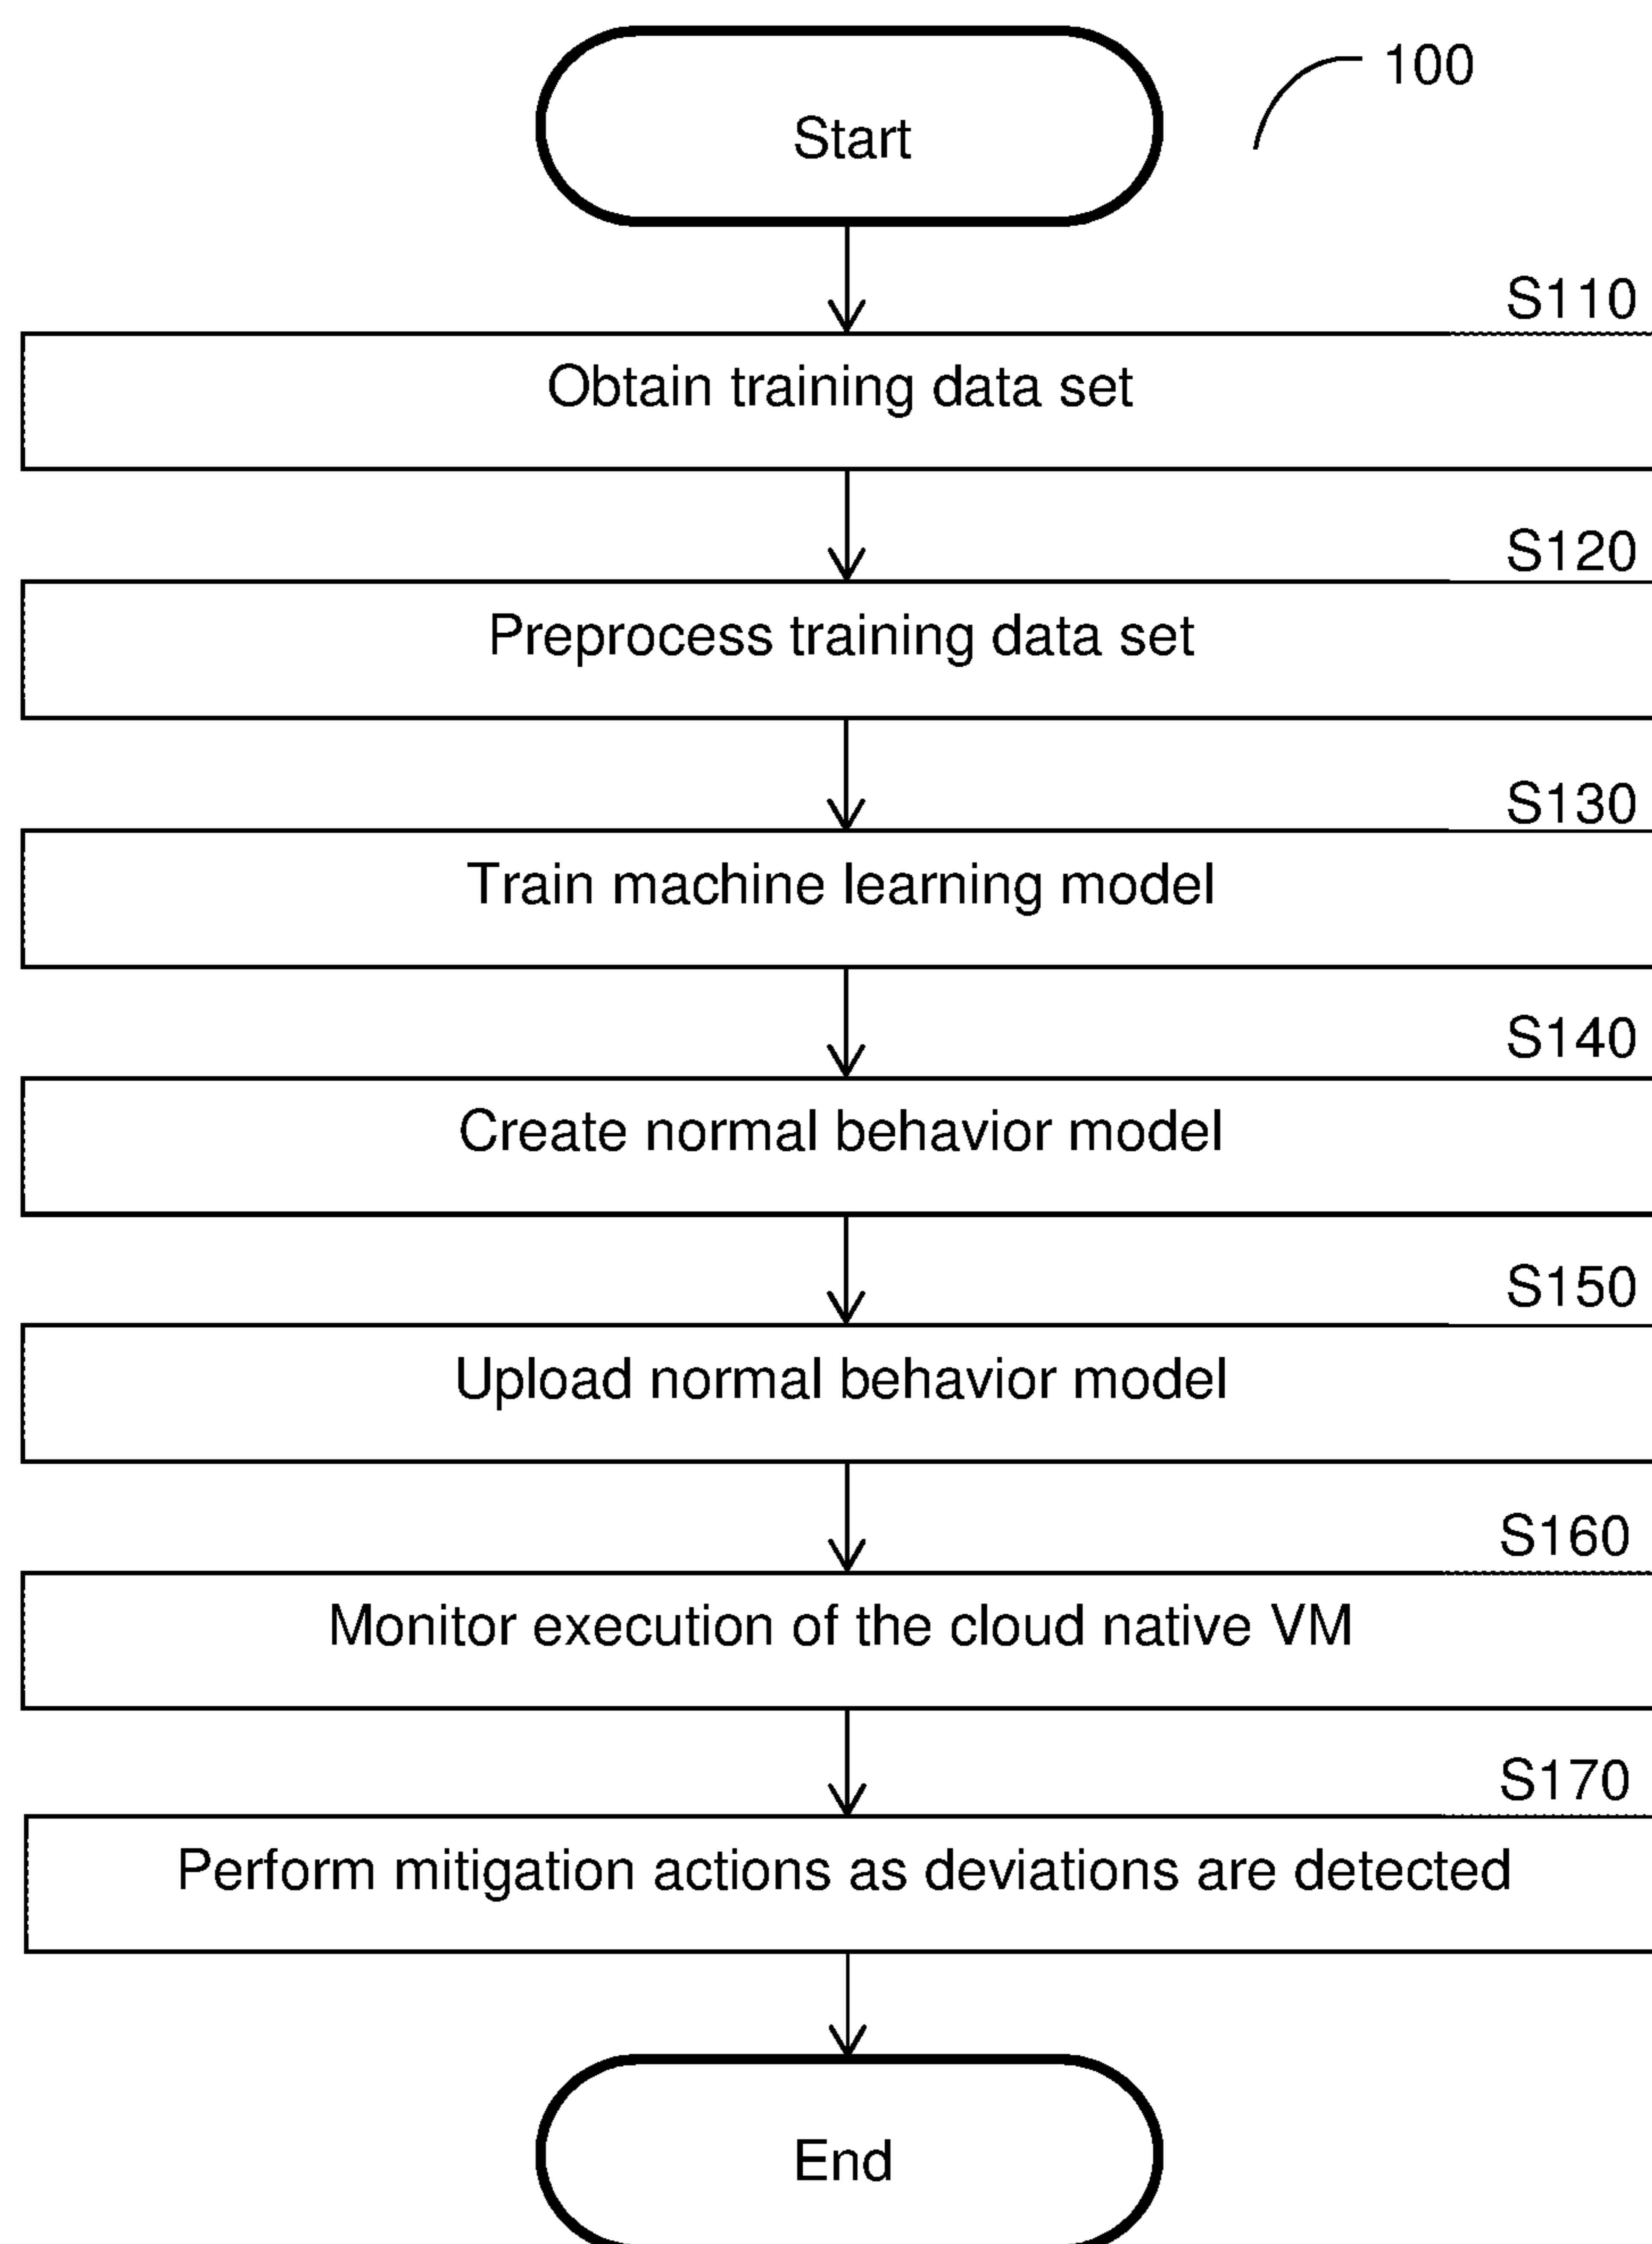 100
Start
S110
Obtain training data set
S120
Preprocess training data set
S130
Train machine learning model
S140
Create normal behavior model
S150
Upload normal behavior model
S160
Monitor execution of the cloud native VM
S170
Perform mitigation actions as deviations are detected
End